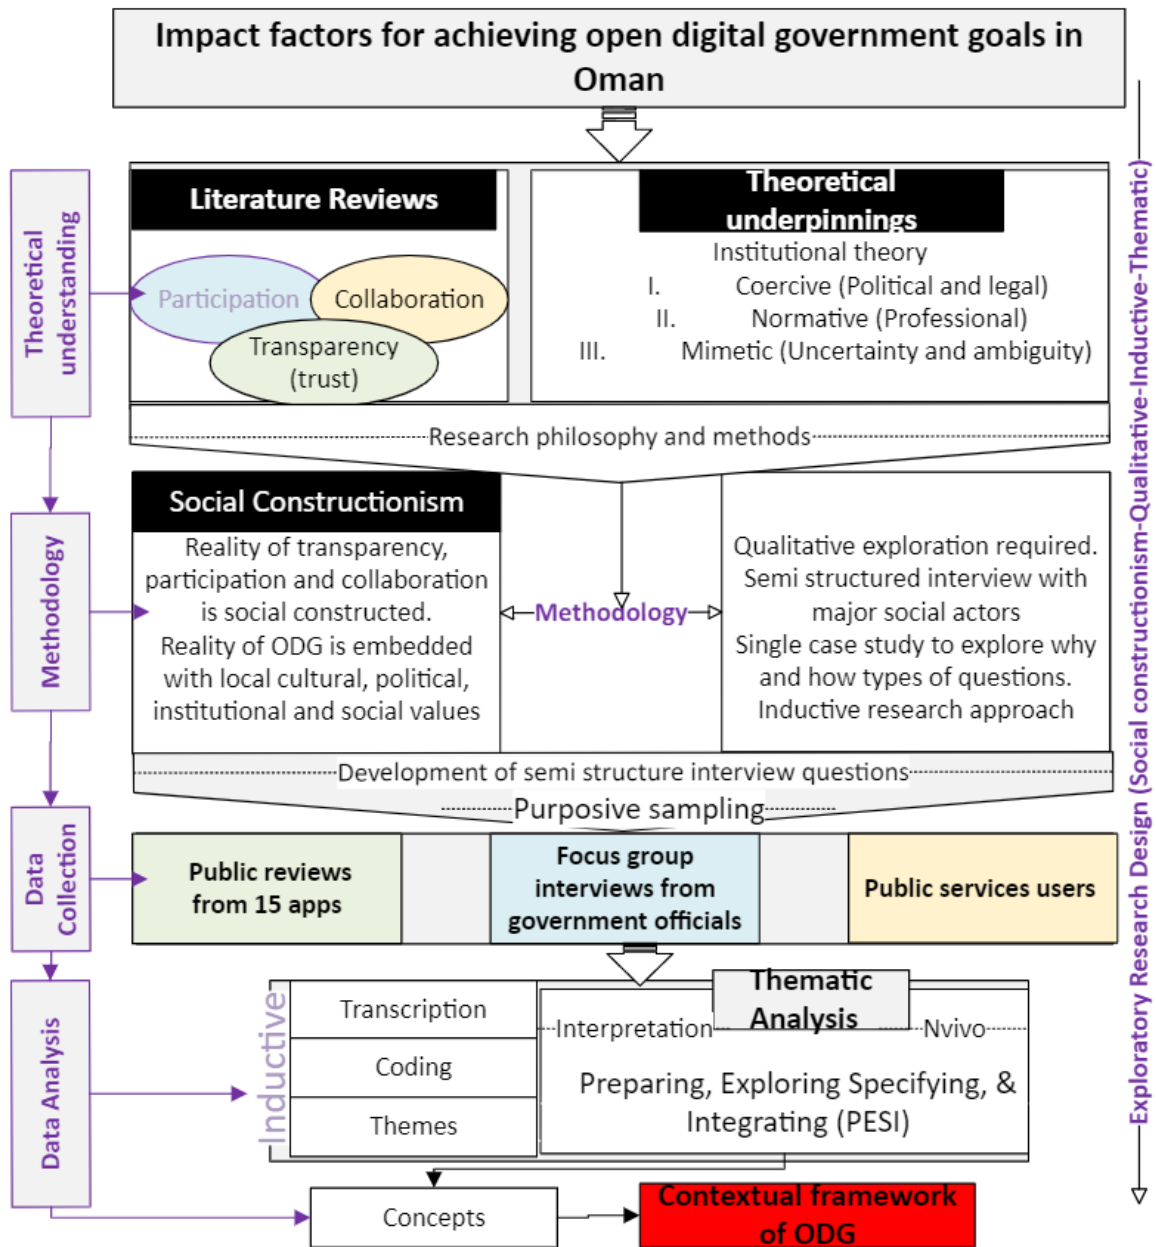 Impact factors for achieving open digital government goals in
Oman
Theoretical
understanding
Literature Reviews
Participation
Collaboration
Transparency
(trust)
Theoretical
underpinnings
Institutional theory
I. Coercive (Political and legal)
II. Normative (Professional)
III. Mimetic (Uncertainty and ambiguity)
Research philosophy and methods
Methodology
Social Constructionism
Reality of transparency,
participation and collaboration
is social constructed.
Reality of ODG is embedded
with local cultural, political,
institutional and social values
Methodology
Qualitative exploration required.
Semi structured interview with
major social actors
Single case study to explore why
and how types of questions.
Inductive research approach
Development of semi structure interview questions
Purposive sampling
Data
Collection
Public reviews
from 15 apps
Focus group
interviews from
government officials
Public services users
Data Analysis
Inductive
Transcription
Coding
Themes
Thematic
Analysis
Interpretation
Nvivo
Preparing, Exploring Specifying, &
Integrating (PESI)
Concepts
Contextual framework
of ODG
Exploratory Research Design (Social constructionism-Qualitative-Inductive-Thematic)